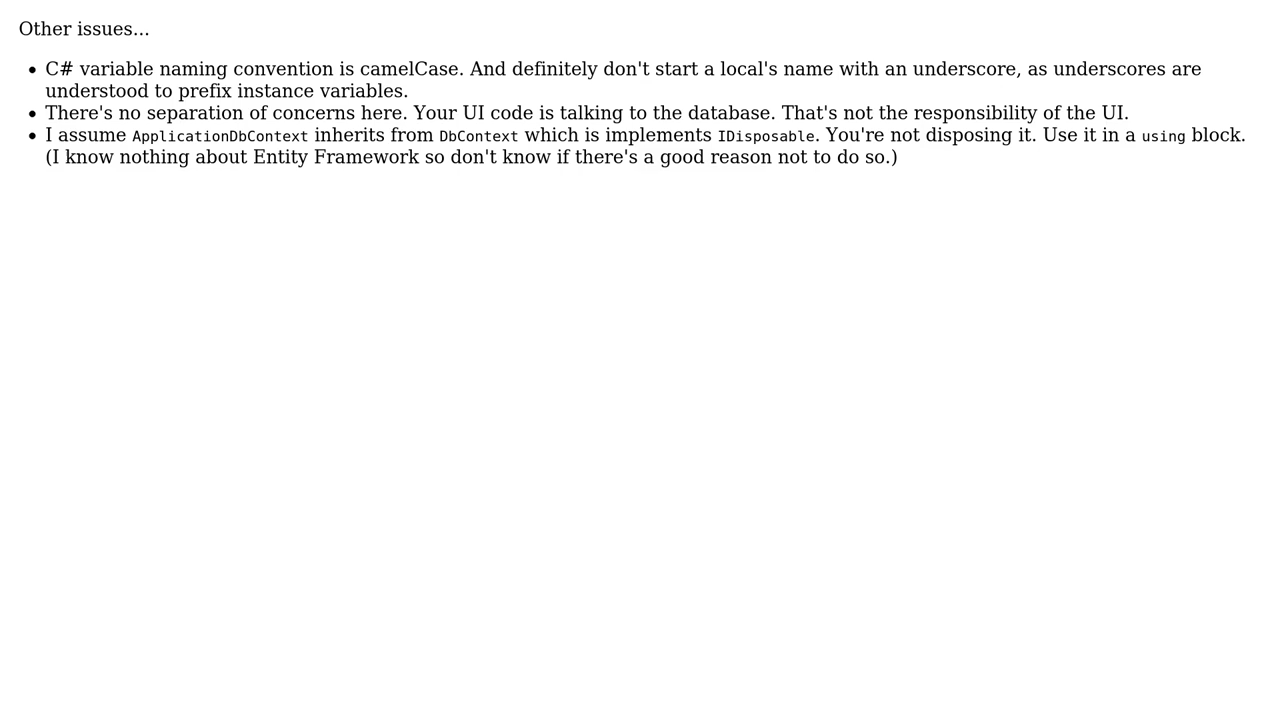 Other issues...
• C# variable naming convention is camelCase. And definitely don't start a local's name with an underscore, as underscores are
understood to prefix instance variables.
• There's no separation of concerns here. Your UI code is talking to the database. That's not the responsibility of the UI.
• I assume ApplicationDbContext inherits from DbContext which is implements IDisposable. You're not disposing it. Use it in a using block.
(I know nothing about Entity Framework so don't know if there's a good reason not to do so.)